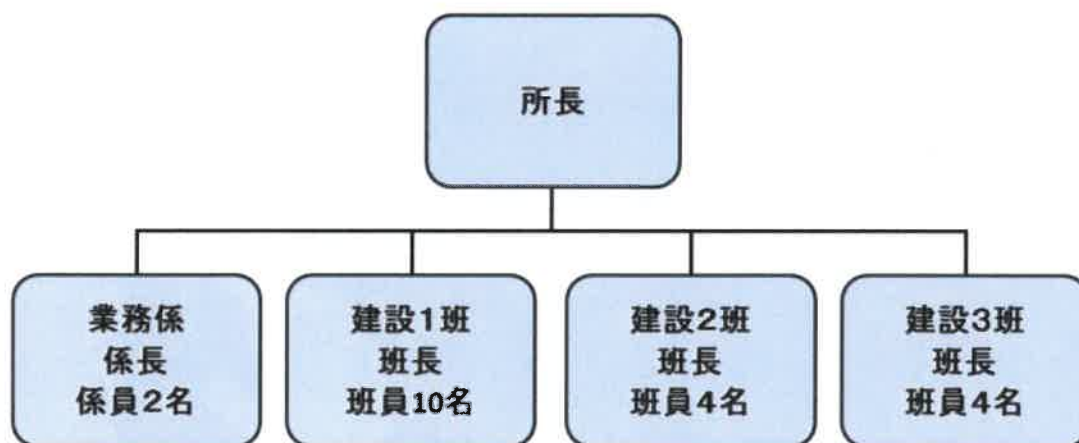 所長
業務係
係長
係員2名
建設1班
班長
班員10名
建設2班
班長
班員4名
建設3班
班長
班員4名